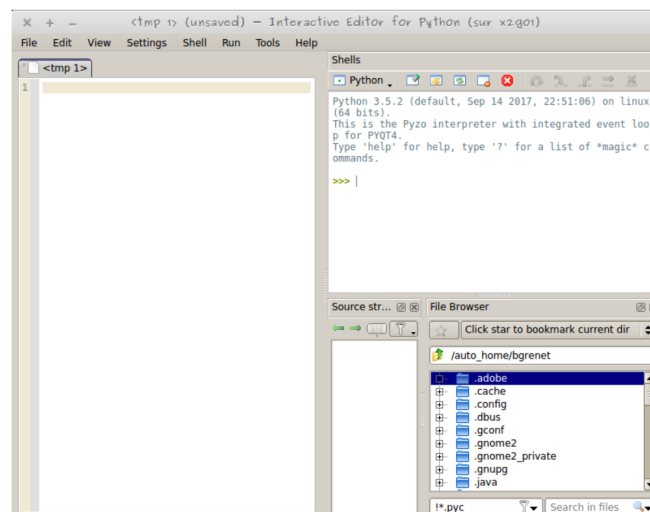 <tmp 1> (unsaved) — Interactive Editor for Python (sur x2go1)
File Edit View Settings Shell Run Tools Help
<tmp 1>
1
Shells
Python
Python 3.5.2 (default, Sep 14 2017, 22:51:06) on linux
(64 bits).
This is the Pyzo interpreter with integrated event loo
p for PYQT4.
Type 'help' for help, type '?' for a list of *magic* c
ommands.
>>>
Source str...
File Browser
Click star to bookmark current dir
/auto_home/bgrenet
.adobe
.cache
.config
.dbus
.gconf
.gnome2
.gnome2_private
.gnupg
.java
!*.pyc
Search in files